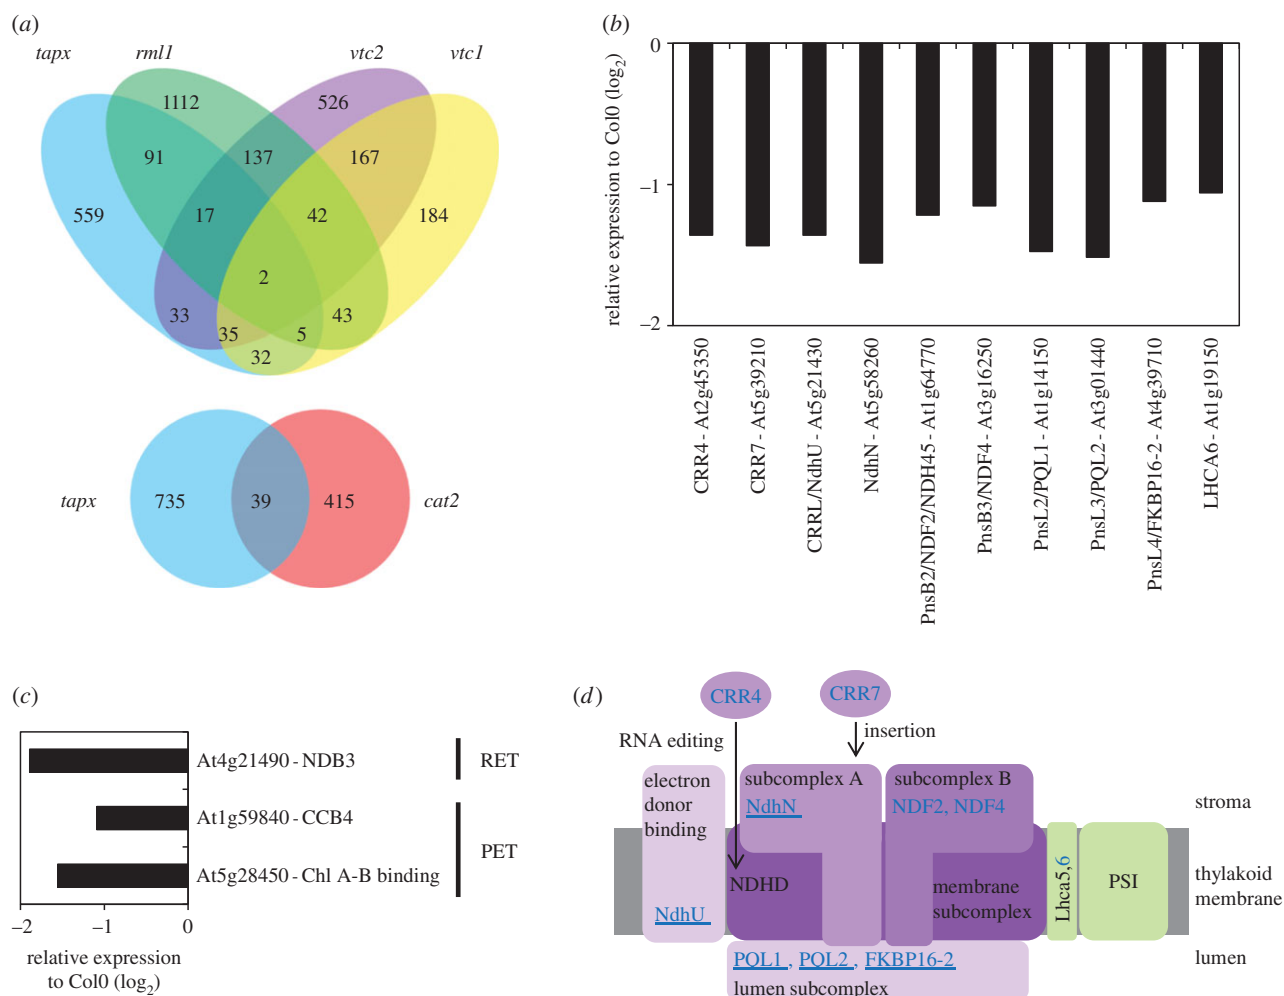 (a)
tapx
rml1
vtc2
vtc1
1112
526
91
137
167
559
17
42
184
2
33
35
5
43
32
tapx
735
39
415
cat2
(b)
relative expression to Col0 (log2)
0
−1
−2
CRR4 - At2g45350
CRR7 - At5g39210
CRRL/NdhU - At5g21430
NdhN - At5g58260
PnsB2/NDF2/NDH45 - At1g64770
PnsB3/NDF4 - At3g16250
PnsL2/PQL1 - At1g14150
PnsL3/PQL2 - At3g01440
PnsL4/FKBP16-2 - At4g39710
LHCA6 - At1g19150
(c)
At4g21490 - NDB3
RET
At1g59840 - CCB4
PET
At5g28450 - Chl A-B binding
−2
−1
0
relative expression
to Col0 (log2)
(d)
CRR4
CRR7
RNA editing
insertion
electron
donor
binding
subcomplex A
NdhN
subcomplex B
NDF2, NDF4
stroma
NDHD
membrane
subcomplex
Lhca5,6
PSI
thylakoid
membrane
NdhU
PQL1 , PQL2 , FKBP16-2
lumen subcomplex
lumen